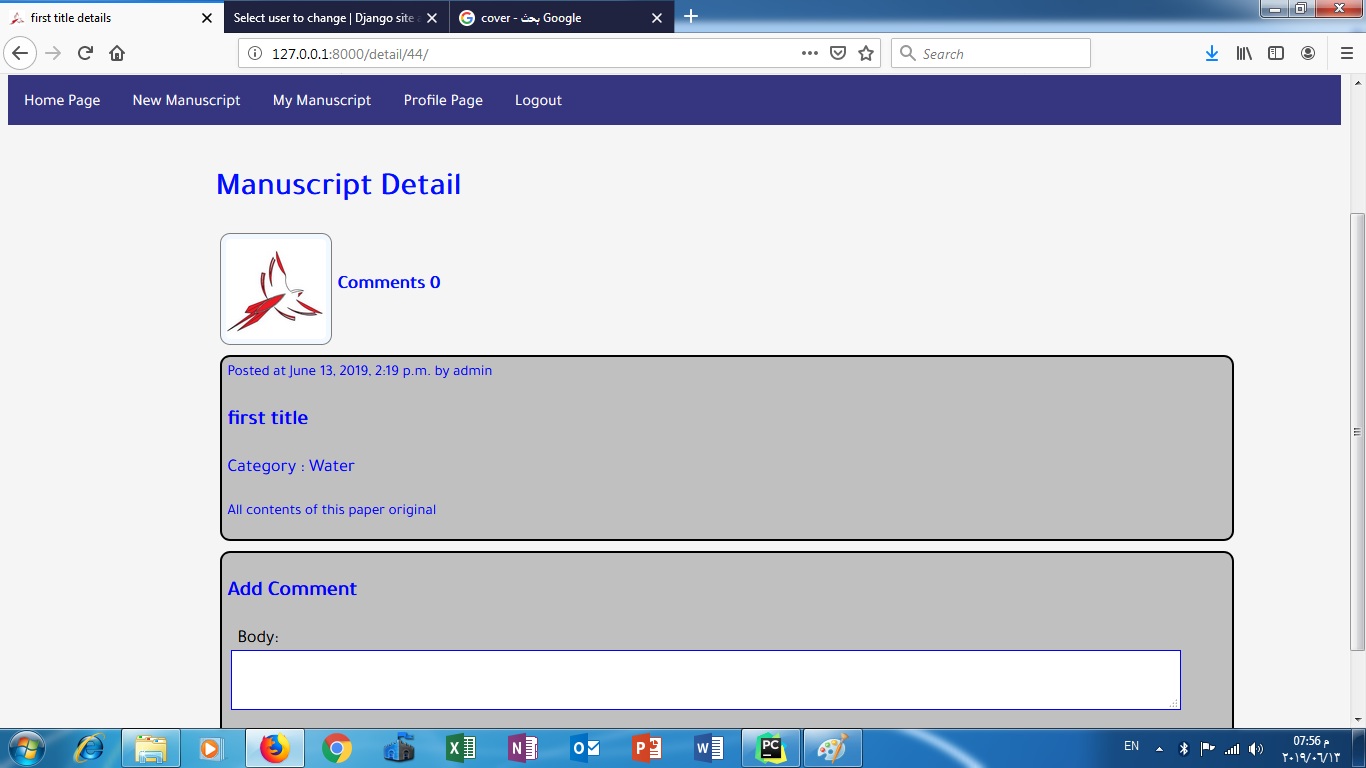 first title details
Select user to change | Django site a
cover - بحث Google
127.0.0.1:8000/detail/44/
Search
Home Page
New Manuscript
My Manuscript
Profile Page
Logout
Manuscript Detail
Comments 0
Posted at June 13, 2019, 2:19 p.m. by admin
first title
Category : Water
All contents of this paper original
Add Comment
Body:
EN
07:56 م
٢٠١٩/٠٦/١٣